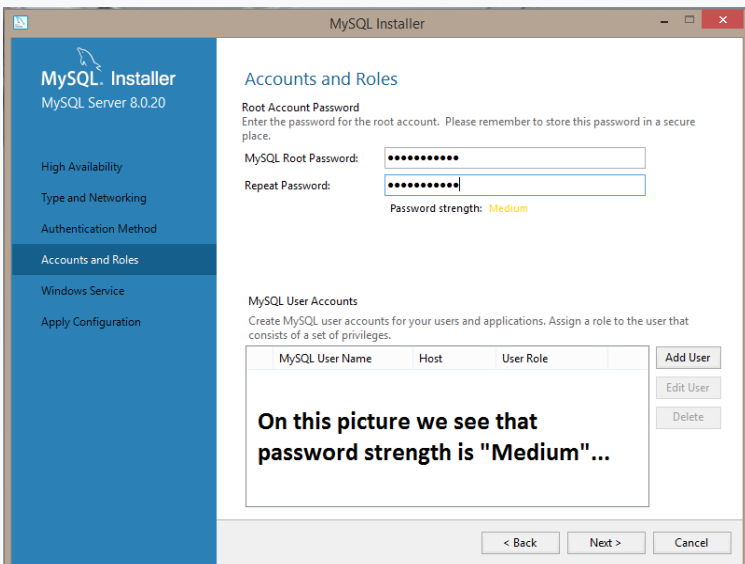 MySQL Installer
MySQL. Installer
MySQL Server 8.0.20
High Availability
Type and Networking
Authentication Method
Accounts and Roles
Windows Service
Apply Configuration
Accounts and Roles
Root Account Password
Enter the password for the root account. Please remember to store this password in a secure
place.
MySQL Root Password: ●●●●●●●●●●●
Repeat Password: ●●●●●●●●●●●
Password strength: Medium
MySQL User Accounts
Create MySQL user accounts for your users and applications. Assign a role to the user that
consists of a set of privileges.
MySQL User Name Host User Role
Add User
Edit User
Delete
On this picture we see that
password strength is "Medium"...
< Back Next > Cancel